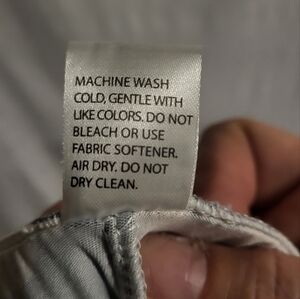 MACHINE WASH
COLD, GENTLE WITH
LIKE COLORS. DO NOT
BLEACH OR USE
FABRIC SOFTENER.
AIR DRY. DO NOT
DRY CLEAN.